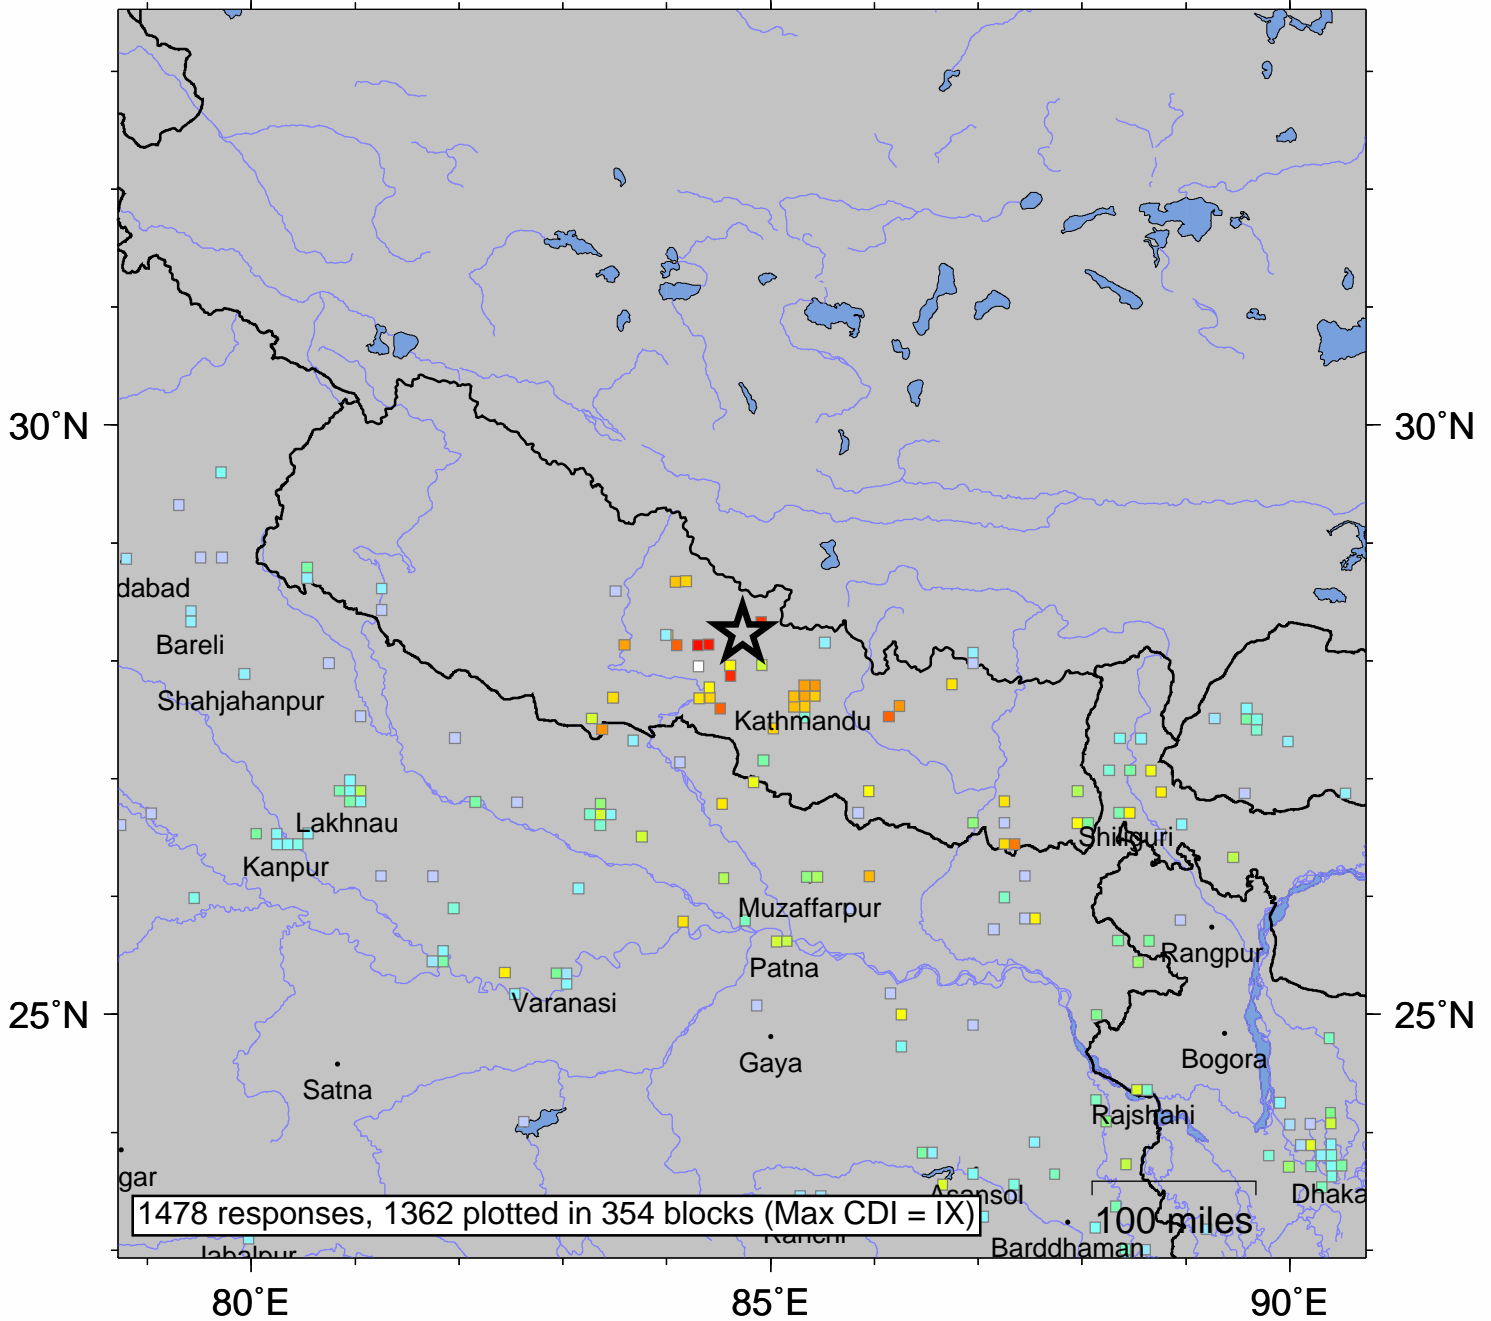 30°N 30°N
dabad
Bareli
Shahjahanpur
Kathmandu
Lakhnau
Shiliguri
Kanpur
Muzaffarpur
Rangpur
Patna
Varanasi
25°N 25°N
Bogora
Gaya
Satna
Rajshahi
gar
Asansol
Dhaka
1478 responses, 1362 plotted in 354 blocks (Max CDI = IX)
100 miles
Ranchi
Barddhaman
Jabalpur
80°E 85°E 90°E